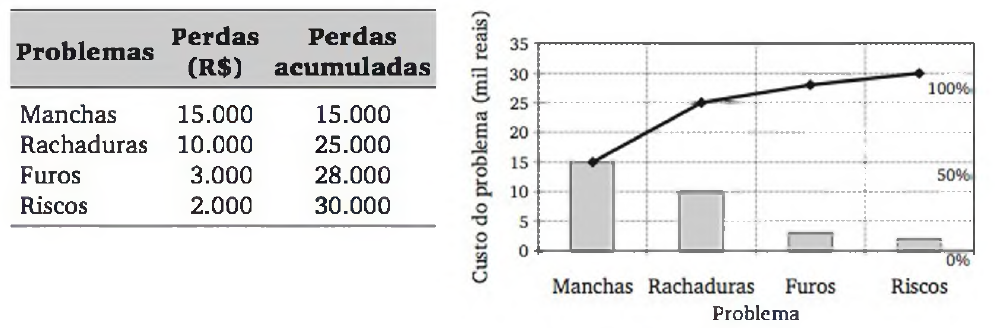 Problemas Perdas (R$) Perdas acumuladas
Manchas 15.000 15.000
Rachaduras 10.000 25.000
Furos 3.000 28.000
Riscos 2.000 30.000
Custo do problema (mil reais)
35
30
25
20
15
10
5
0
100%
50%
0%
Manchas Rachaduras Furos Riscos
Problema